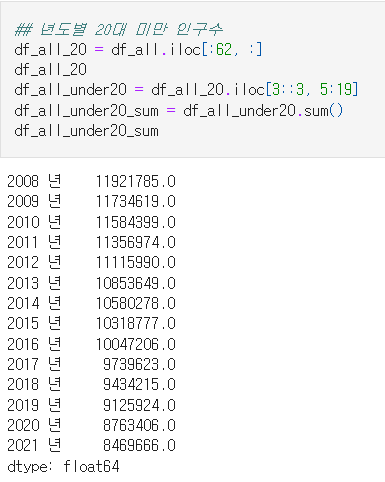 ## 년도별 20대 미만 인구수
df_all_20 = df_all.iloc[:62, :]
df_all_20
df_all_under20 = df_all_20.iloc[3::3, 5:19]
df_all_under20_sum = df_all_under20.sum()
df_all_under20_sum
2008 년    11921785.0
2009 년    11734619.0
2010 년    11584399.0
2011 년    11356974.0
2012 년    11115990.0
2013 년    10853649.0
2014 년    10580278.0
2015 년    10318777.0
2016 년    10047206.0
2017 년     9739623.0
2018 년     9434215.0
2019 년     9125924.0
2020 년     8763406.0
2021 년     8469666.0
dtype: float64